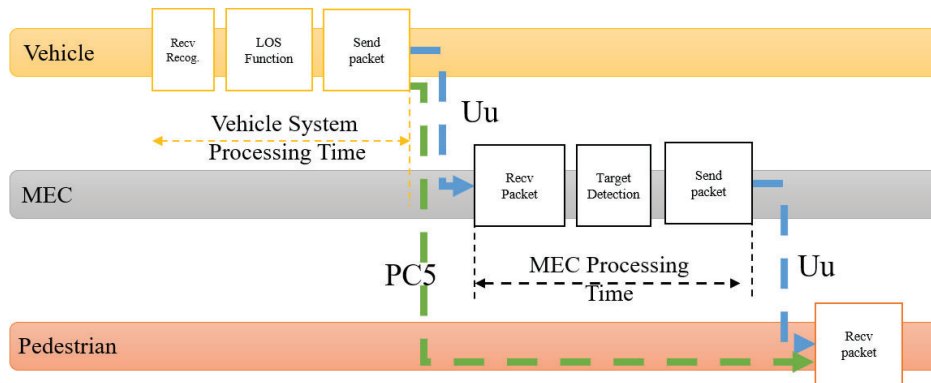 Vehicle
Recv
Recog.
LOS
Function
Send
packet
Uu
Vehicle System
Processing Time
MEC
Recv
Packet
Target
Detection
Send
packet
PC5
MEC Processing
Time
Uu
Pedestrian
Recv
packet